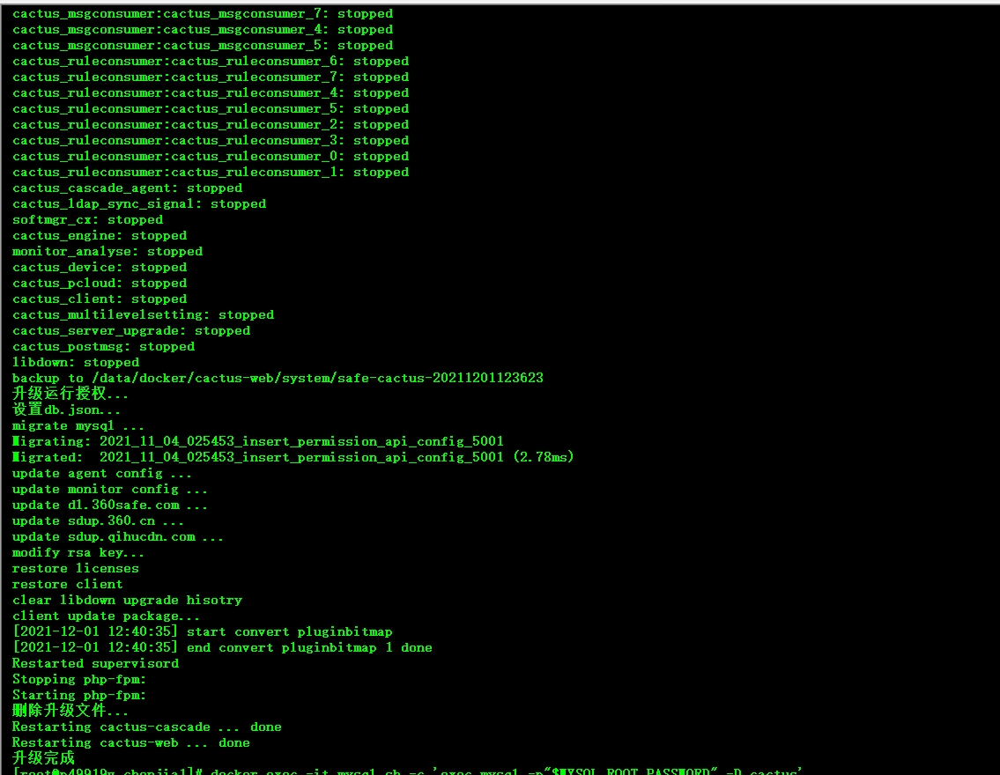 cactus_msgconsumer:cactus_msgconsumer_7: stopped
cactus_msgconsumer:cactus_msgconsumer_4: stopped
cactus_msgconsumer:cactus_msgconsumer_5: stopped
cactus_ruleconsumer:cactus_ruleconsumer_6: stopped
cactus_ruleconsumer:cactus_ruleconsumer_7: stopped
cactus_ruleconsumer:cactus_ruleconsumer_4: stopped
cactus_ruleconsumer:cactus_ruleconsumer_5: stopped
cactus_ruleconsumer:cactus_ruleconsumer_2: stopped
cactus_ruleconsumer:cactus_ruleconsumer_3: stopped
cactus_ruleconsumer:cactus_ruleconsumer_0: stopped
cactus_ruleconsumer:cactus_ruleconsumer_1: stopped
cactus_cascade_agent: stopped
cactus_ldap_sync_signal: stopped
softmgr_cx: stopped
cactus_engine: stopped
monitor_analyse: stopped
cactus_device: stopped
cactus_pcloud: stopped
cactus_client: stopped
cactus_multilevelsetting: stopped
cactus_server_upgrade: stopped
cactus_postmsg: stopped
libdown: stopped
backup to /data/docker/cactus-web/system/safe-cactus-20211201123623
升级运行授权...
设置db.json...
migrate mysql ...
Migrating: 2021_11_04_025453_insert_permission_api_config_5001
Migrated:  2021_11_04_025453_insert_permission_api_config_5001 (2.78ms)
update agent config ...
update monitor config ...
update dl.360safe.com ...
update sdup.360.cn ...
update sdup.qihucdn.com ...
modify rsa key...
restore licenses
restore client
clear libdown upgrade hisotry
client update package...
[2021-12-01 12:40:35] start convert pluginbitmap
[2021-12-01 12:40:35] end convert pluginbitmap 1 done
Restarted supervisord
Stopping php-fpm:
Starting php-fpm:
删除升级文件...
Restarting cactus-cascade ... done
Restarting cactus-web ... done
升级完成
[root@p49919v chenjia1]# docker exec -it mysql sh -c 'exec mysql -p"$MYSQL_ROOT_PASSWORD" -D cactus'